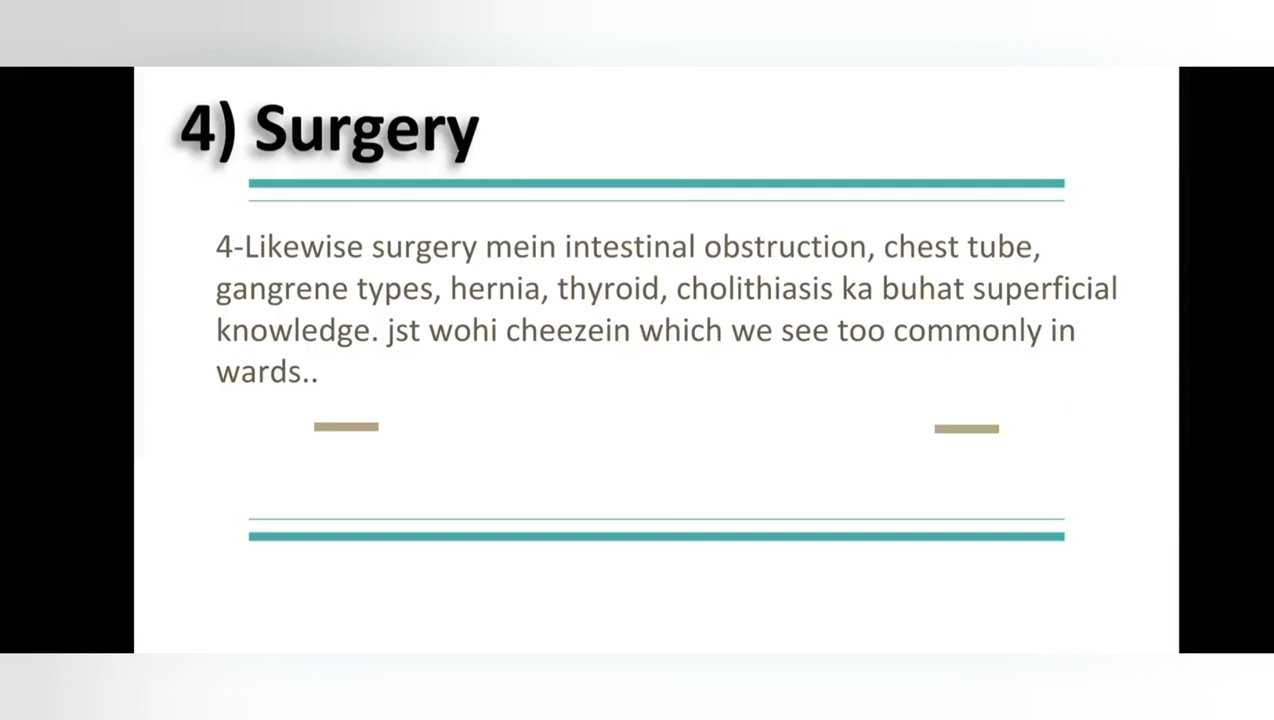 4) Surgery
4-Likewise surgery mein intestinal obstruction, chest tube,
gangrene types, hernia, thyroid, cholithiasis ka buhat superficial
knowledge. jst wohi cheezein which we see too commonly in
wards..